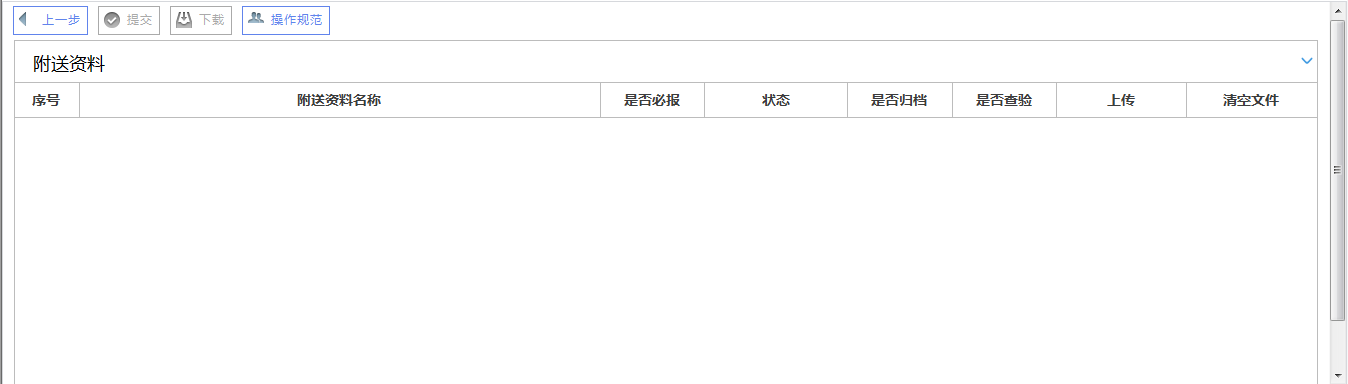 上一步 提交 下载 操作规范
附送资料
序号 附送资料名称 是否必报 状态 是否归档 是否查验 上传 清空文件